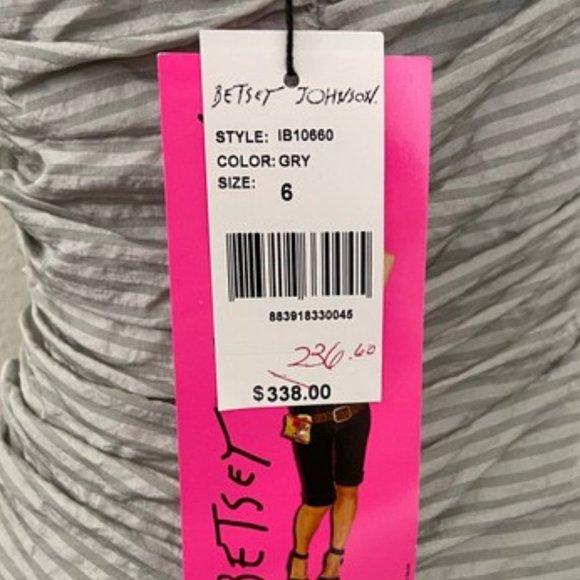 BETSEY JOHNSON.
STYLE: IB10660
COLOR: GRY
SIZE: 6
883918330045
236.60
$338.00
BETSEY